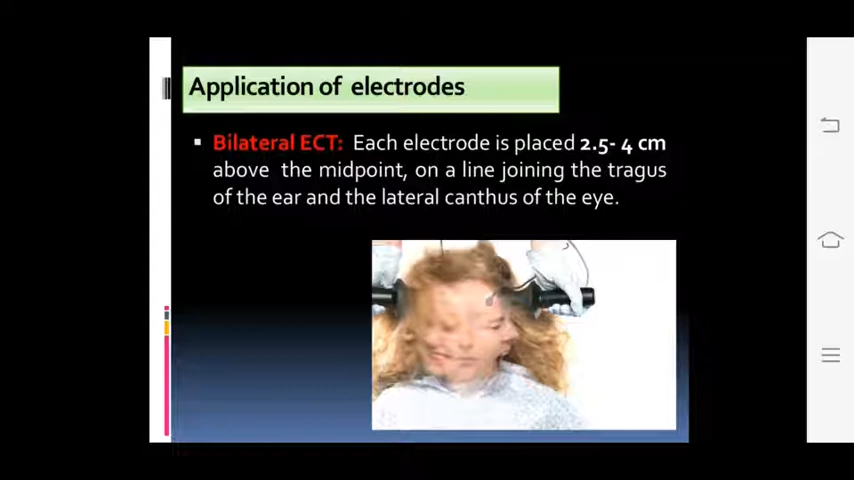 Application of electrodes
▪ Bilateral ECT: Each electrode is placed 2.5- 4 cm
above the midpoint, on a line joining the tragus
of the ear and the lateral canthus of the eye.